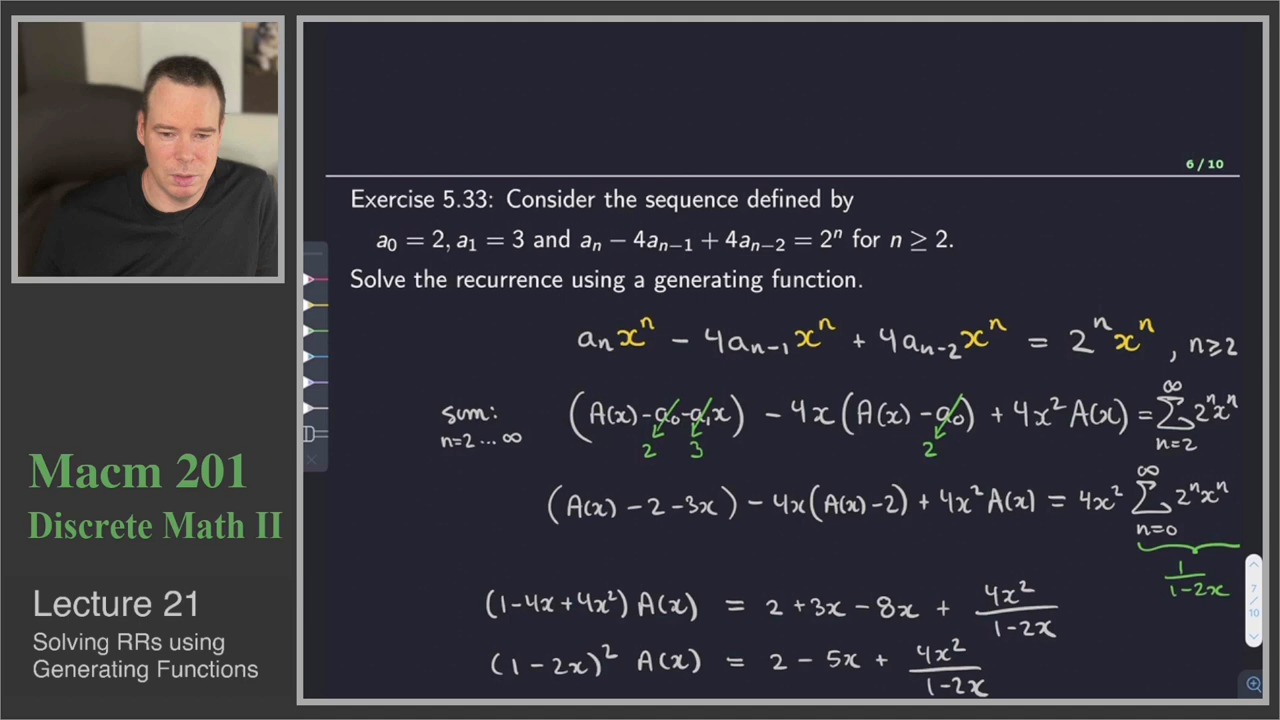 6 / 10
Exercise 5.33: Consider the sequence defined by
a₀ = 2, a₁ = 3 and aₙ − 4aₙ₋₁ + 4aₙ₋₂ = 2ⁿ for n ≥ 2.
Solve the recurrence using a generating function.
aₙxⁿ − 4aₙ₋₁xⁿ + 4aₙ₋₂xⁿ = 2ⁿxⁿ , n≥2
sum: (A(x) − a₀ − a₁x) − 4x(A(x) − a₀) + 4x²A(x) = ∑ 2ⁿxⁿ
n=2 … ∞ 2 3 2 n=2 ∞
(A(x) − 2 − 3x) − 4x(A(x) − 2) + 4x²A(x) = 4x² ∑ 2ⁿxⁿ
n=0 ∞
1/(1−2x)
(1−4x+4x²) A(x) = 2 + 3x − 8x + 4x²/(1−2x)
(1−2x)² A(x) = 2 − 5x + 4x²/(1−2x)
7 / 10
Macm 201
Discrete Math II
Lecture 21
Solving RRs using
Generating Functions